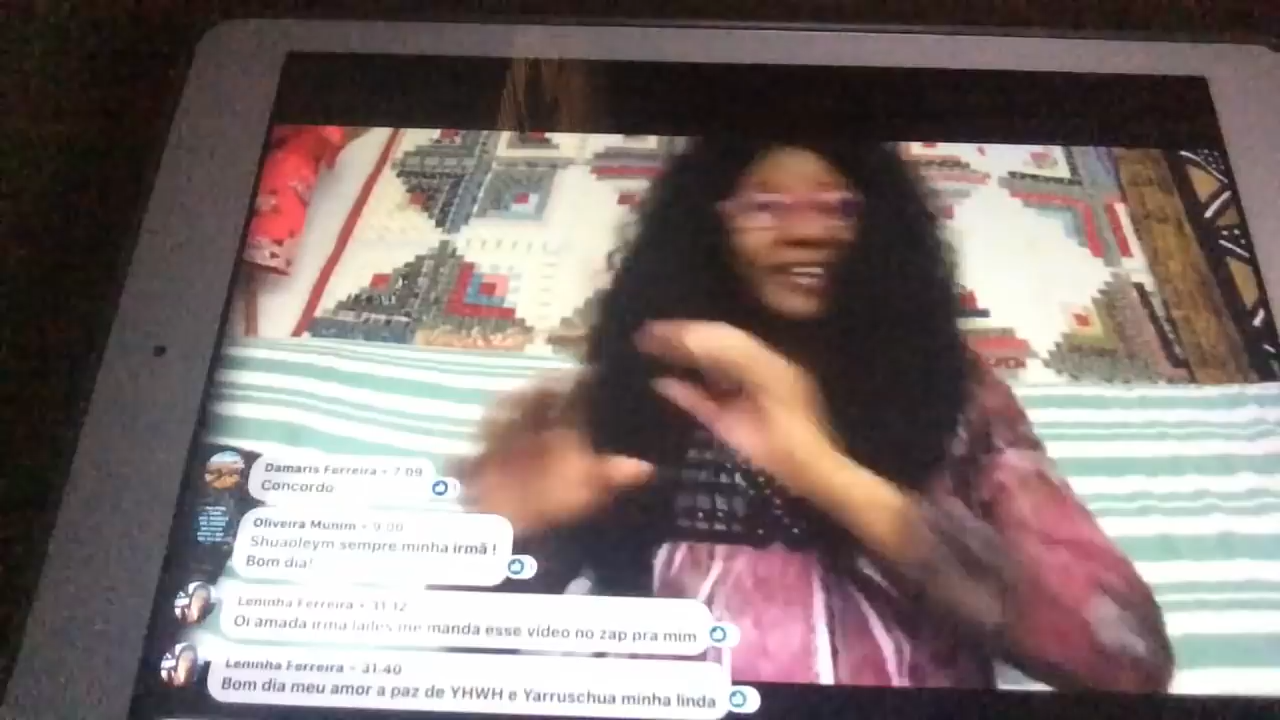 Damaris Ferreira • 7:09
Concordo
Oliveira Munim • 9:00
Shuaoleym sempre minha irmã !
Bom dia!
Leninha Ferreira • 31:12
Oi amada irma me manda esse video no zap pra mim
Leninha Ferreira • 31:40
Bom dia meu amor a paz de YHWH e Yarruschua minha linda